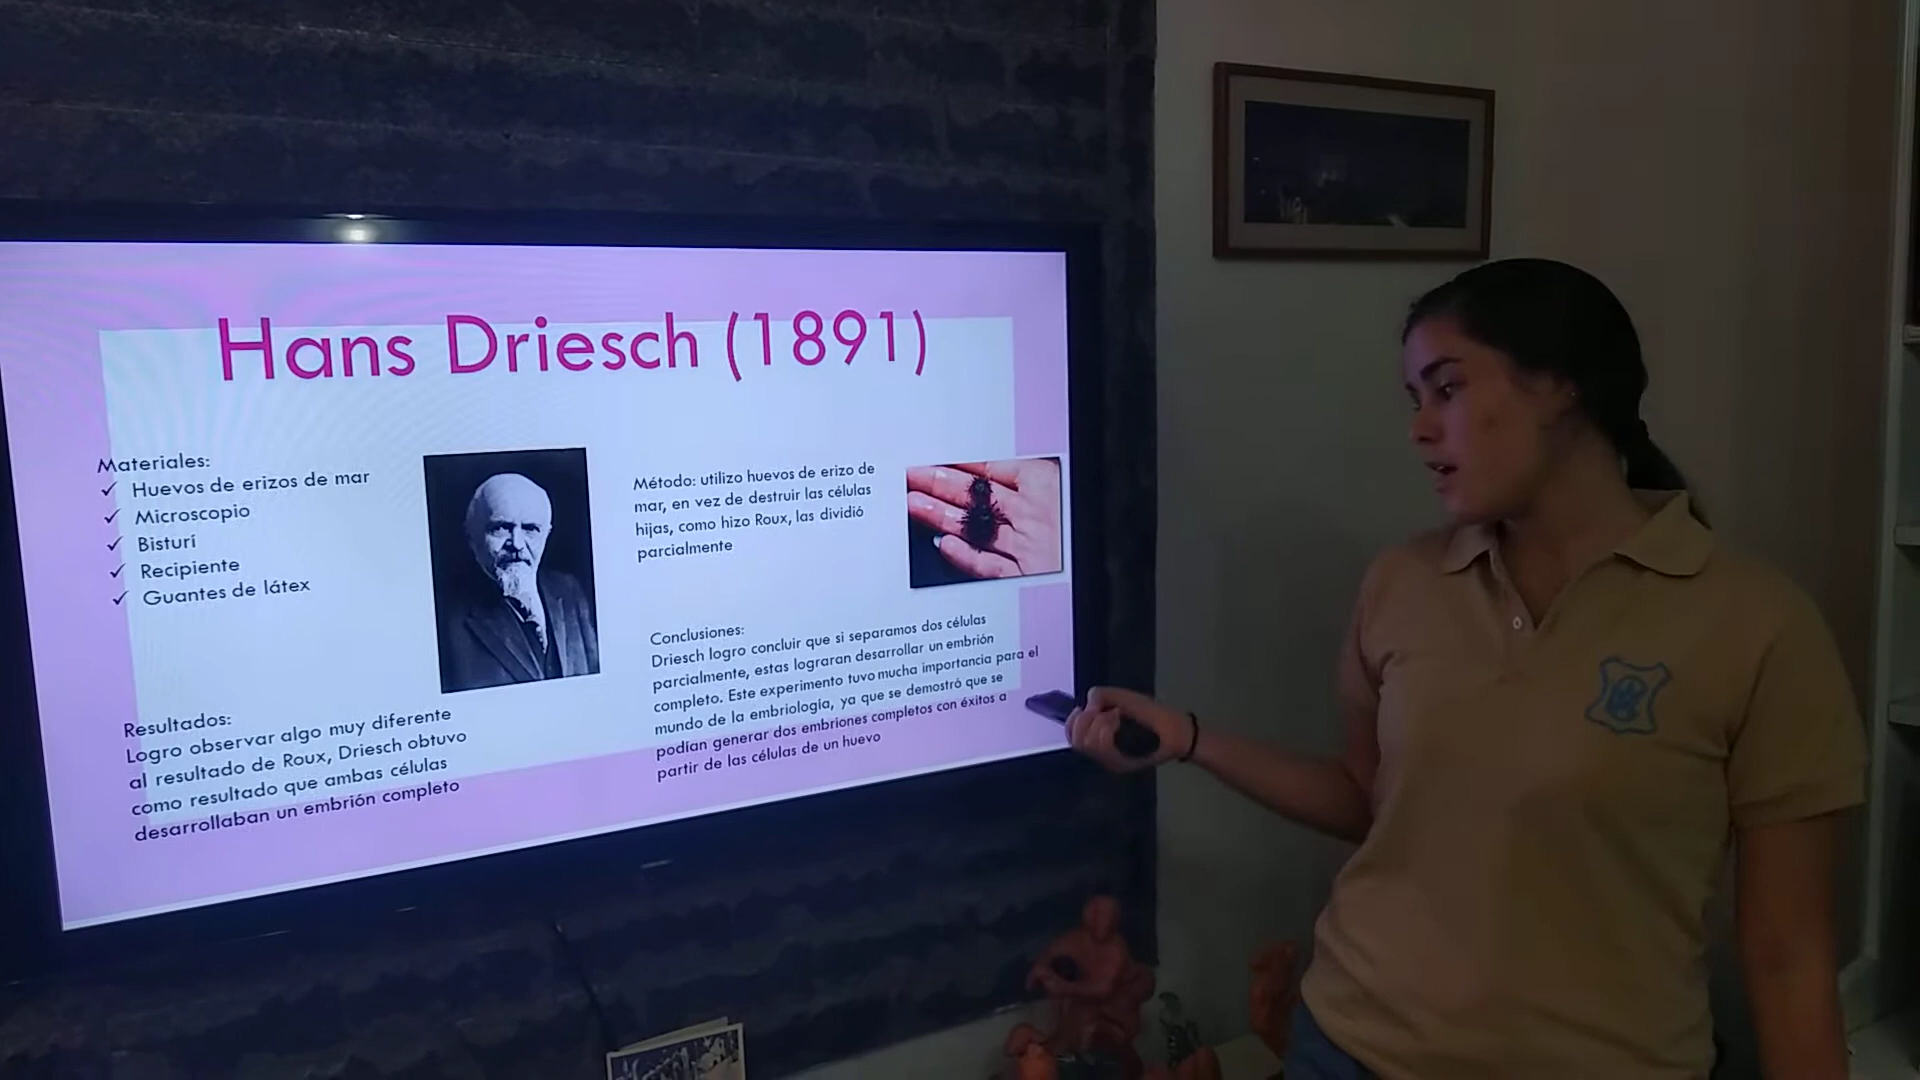 Hans Driesch (1891)
Materiales:
✓ Huevos de erizos de mar
✓ Microscopio
✓ Bisturí
✓ Recipiente
✓ Guantes de látex
Resultados:
Logro observar algo muy diferente
al resultado de Roux, Driesch obtuvo
como resultado que ambas células
desarrollaban un embrión completo
Método: utilizo huevos de erizo de
mar, en vez de destruir las células
hijas, como hizo Roux, las dividió
parcialmente
Conclusiones:
Driesch logro concluir que si separamos dos células
parcialmente, estas lograran desarrollar un embrión
completo. Este experimento tuvo mucha importancia para el
mundo de la embriología, ya que se demostró que se
podían generar dos embriones completos con éxitos a
partir de las células de un huevo